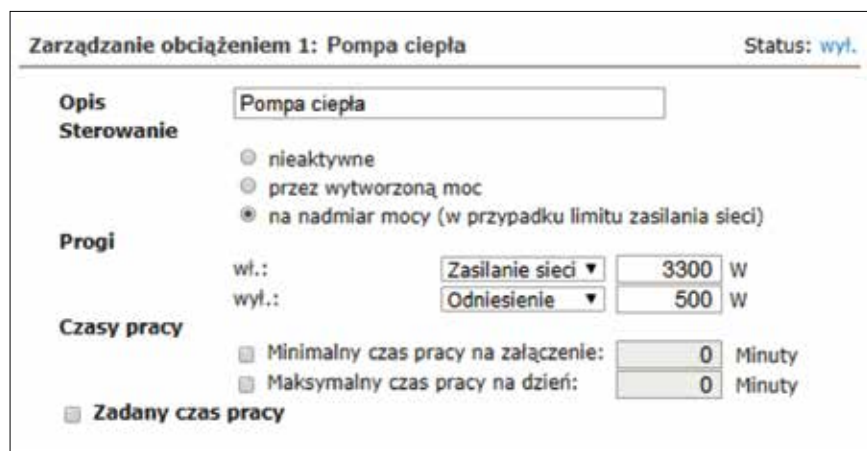 Zarządzanie obciążeniem 1: Pompa ciepła Status: wył.
Opis Pompa ciepła
Sterowanie
nieaktywne
przez wytworzoną moc
na nadmiar mocy (w przypadku limitu zasilania sieci)
Progi
wł.: Zasilanie sieci 3300 W
wył.: Odniesienie 500 W
Czasy pracy
Minimalny czas pracy na załączenie: 0 Minuty
Maksymalny czas pracy na dzień: 0 Minuty
Zadany czas pracy